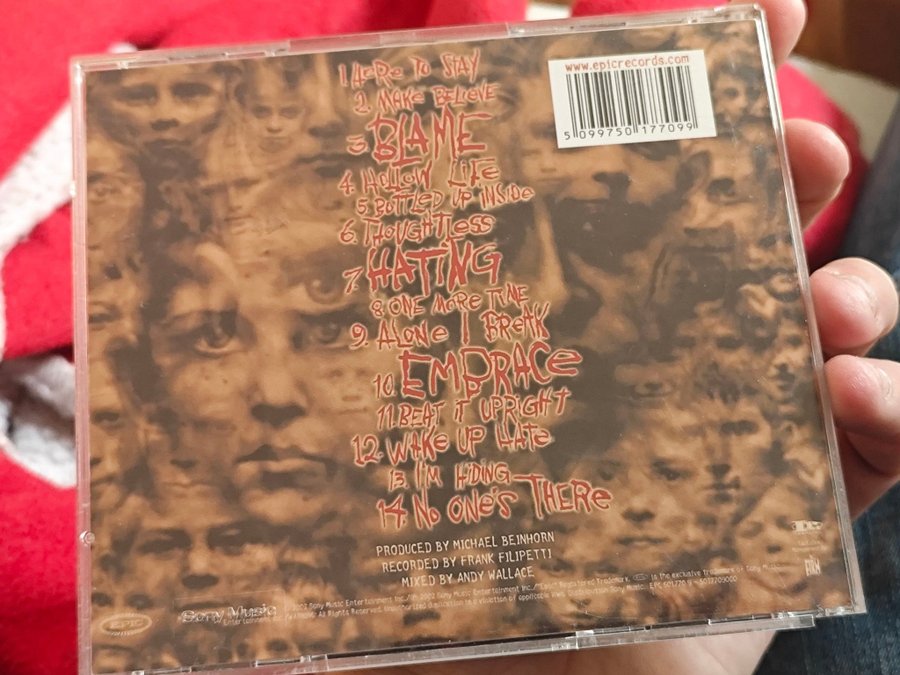 1. HERE TO STAY
2. MAKE BELIEVE
3. BLAME
4. HOLLOW LIFE
5. BOTTLED UP INSIDE
6. THOUGHTLESS
7. HATING
8. ONE MORE TIME
9. ALONE I BREAK
10. EMBRACE
11. BEAT IT UPRIGHT
12. WAKE UP HATE
13. I'M HIDING
14. NO ONE'S THERE
PRODUCED BY MICHAEL BEINHORN
RECORDED BY FRANK FILIPETTI
MIXED BY ANDY WALLACE
www.epicrecords.com
5 099750 177099
EPIC
Sony Music